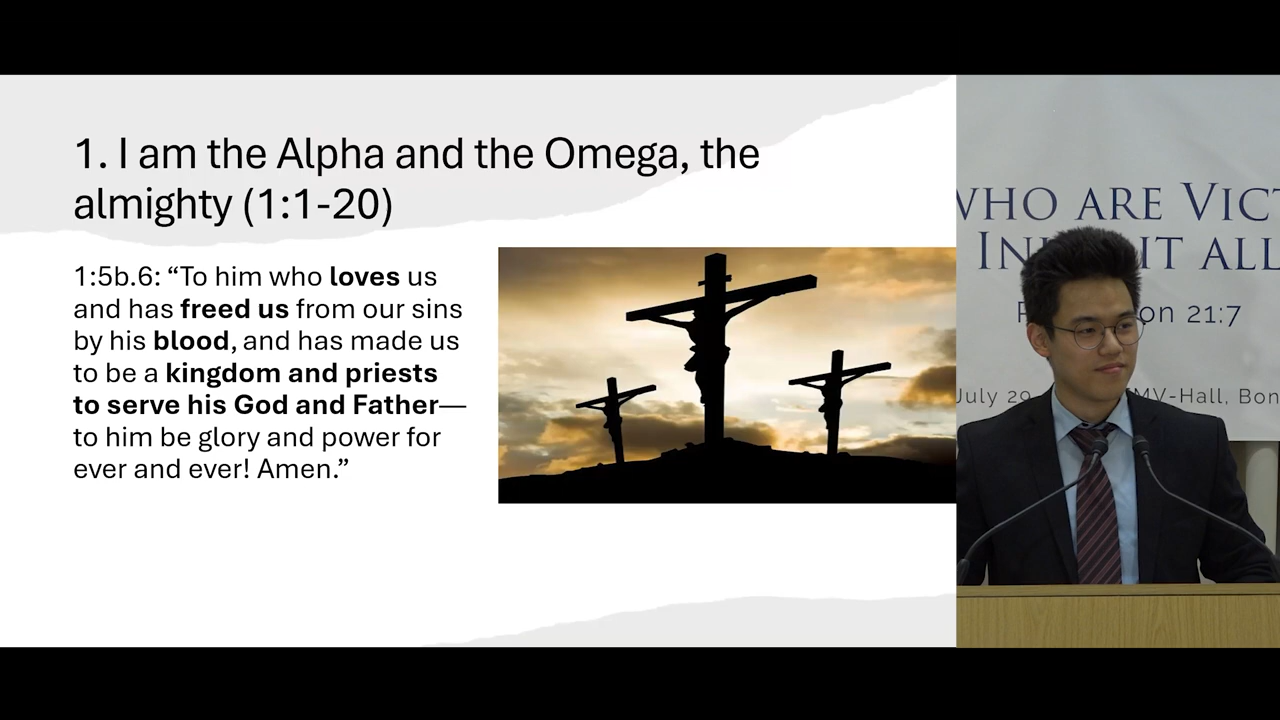 1. I am the Alpha and the Omega, the
almighty (1:1-20)
1:5b.6: “To him who loves us
and has freed us from our sins
by his blood, and has made us
to be a kingdom and priests
to serve his God and Father—
to him be glory and power for
ever and ever! Amen.”
WHO ARE VICT
IN IT ALL
on 21:7
July 29 MV-Hall, Bon